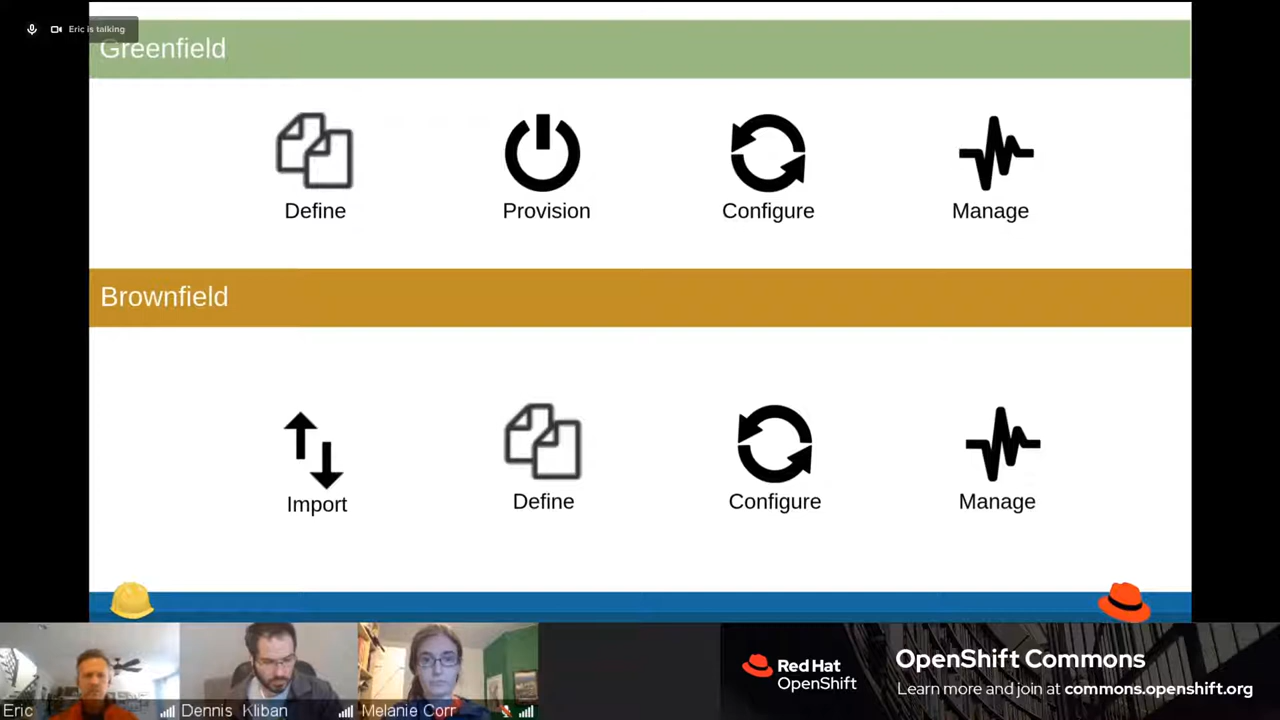 Eric is talking
Greenfield
Define
Provision
Configure
Manage
Brownfield
Import
Define
Configure
Manage
Eric
Dennis Kliban
Melanie Corr
Red Hat
OpenShift
OpenShift Commons
Learn more and join at commons.openshift.org